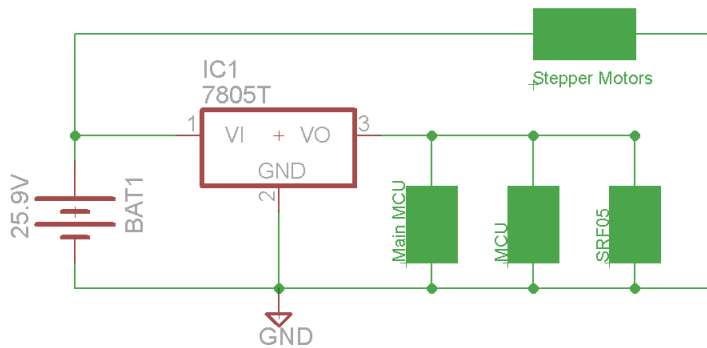 Stepper Motors
IC1
7805T
1
VI
VO
3
GND
2
25.9V
BAT1
Main MCU
MCU
SRF05
GND